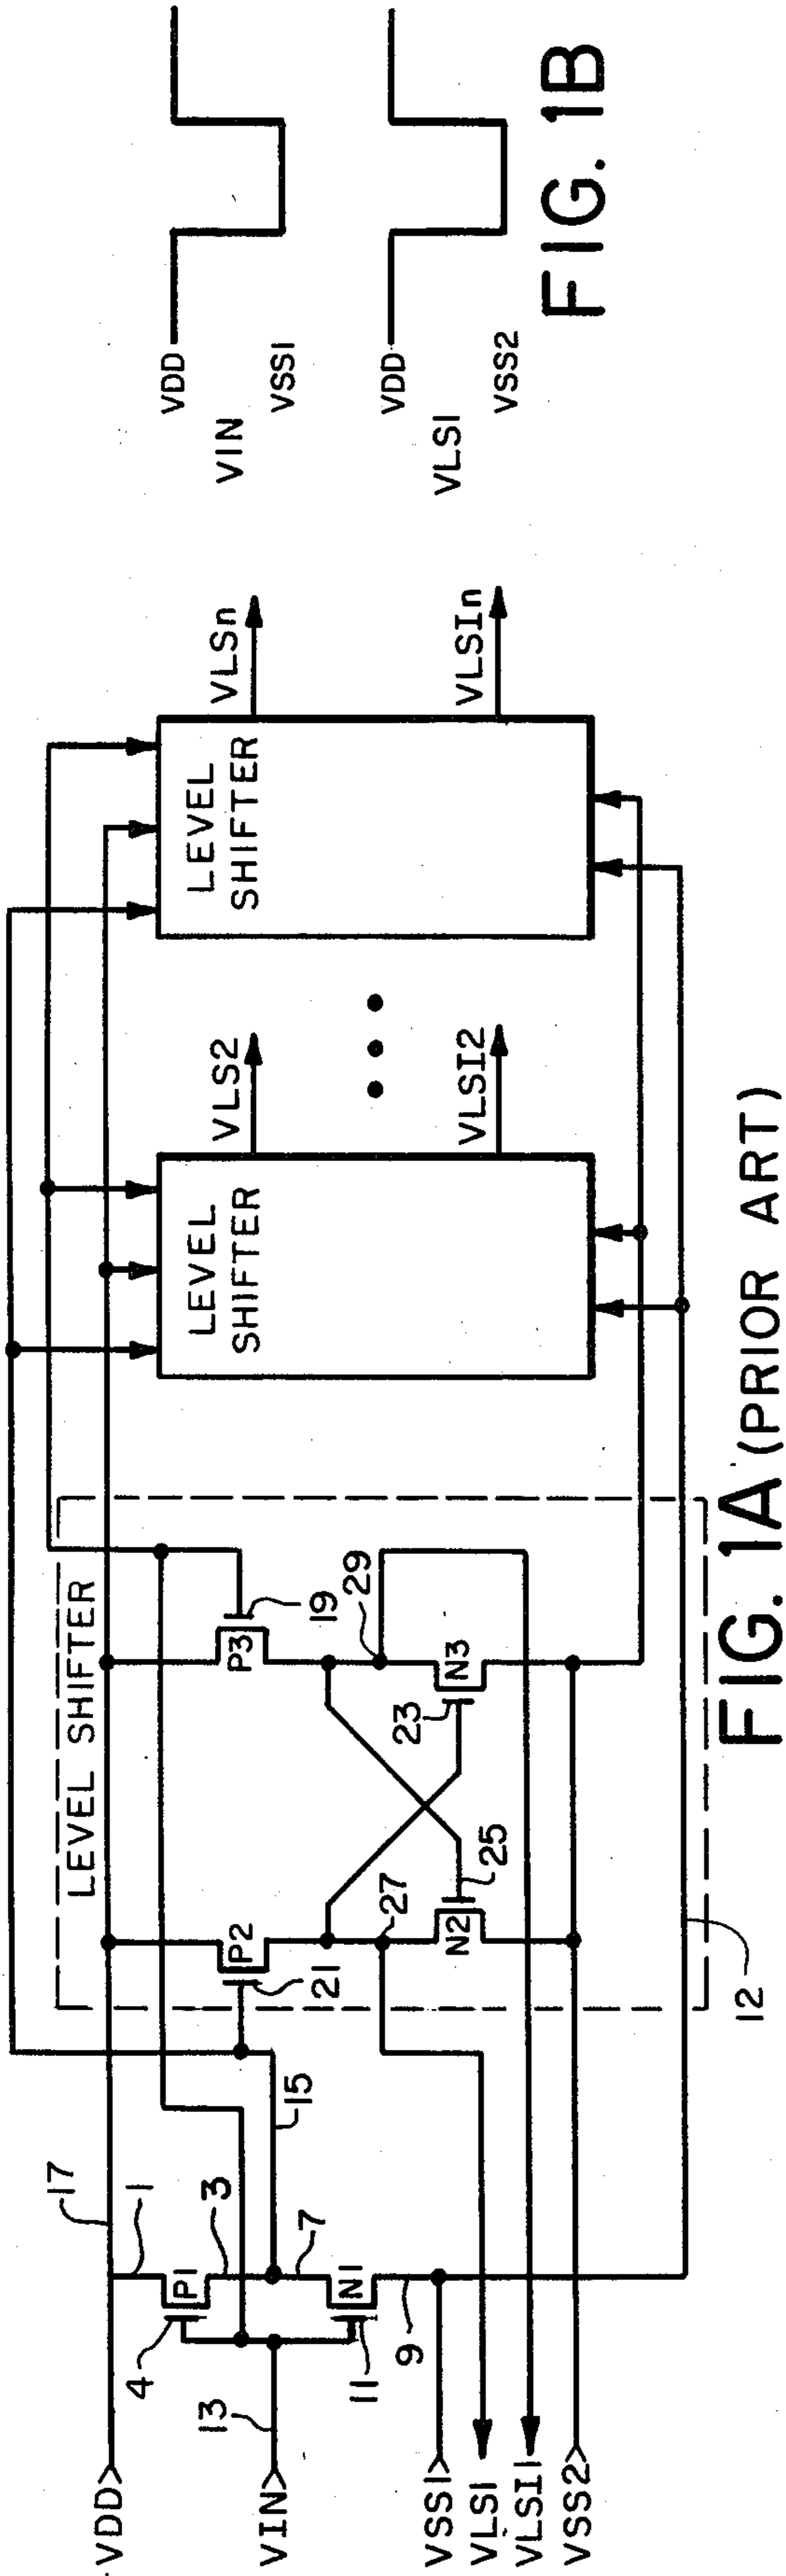 VDD
VIN
VSS1
VLS1
VLSI1
VSS2
17
1
4
P1
3
13
7
N1
11
9
15
LEVEL SHIFTER
P2
21
P3
19
27
29
N2
25
N3
23
12
LEVEL
SHIFTER
VLS2
VLSI2
LEVEL
SHIFTER
VLSn
VLSIn
FIG. 1A (PRIOR ART)
VDD
VIN
VSS1
VDD
VLS1
VSS2
FIG. 1B